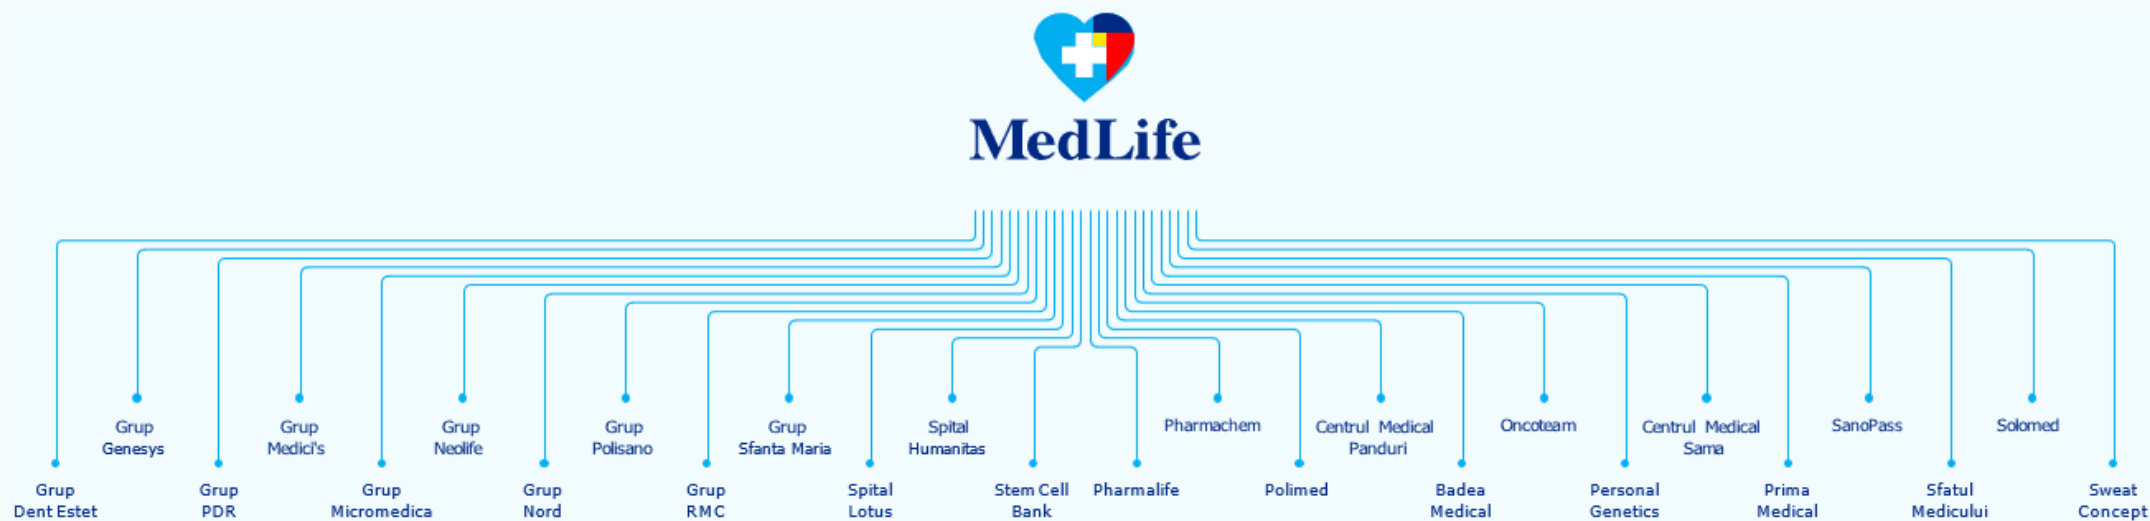 MedLife
Grup
Genesys
Grup
Medici's
Grup
Neolife
Grup
Polisano
Grup
Sfanta Maria
Spital
Humanitas
Pharmachem
Centrul Medical
Panduri
Oncoteam
Centrul Medical
Sama
SanoPass
Solomed
Grup
Dent Estet
Grup
PDR
Grup
Micromedica
Grup
Nord
Grup
RMC
Spital
Lotus
Stem Cell
Bank
Pharmalife
Polimed
Badea
Medical
Personal
Genetics
Prima
Medical
Sfatul
Medicului
Sweat
Concept